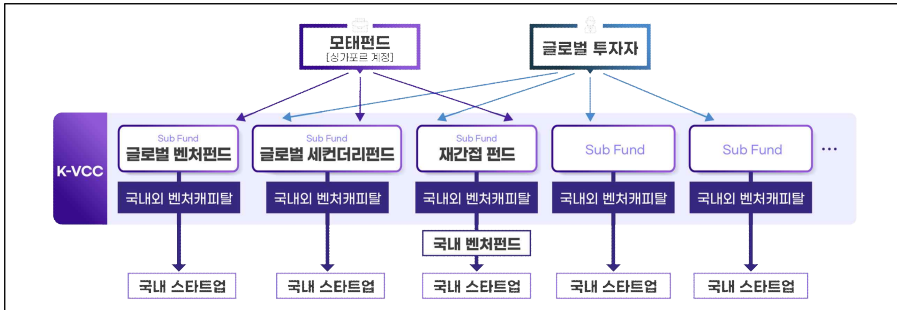 모태펀드
[싱가포르 계정]
글로벌 투자자
K-VCC
Sub Fund
글로벌 벤처펀드
Sub Fund
글로벌 세컨더리펀드
Sub Fund
재간접 펀드
Sub Fund
Sub Fund
...
국내외 벤처캐피탈
국내외 벤처캐피탈
국내외 벤처캐피탈
국내외 벤처캐피탈
국내외 벤처캐피탈
국내 벤처펀드
국내 스타트업
국내 스타트업
국내 스타트업
국내 스타트업
국내 스타트업